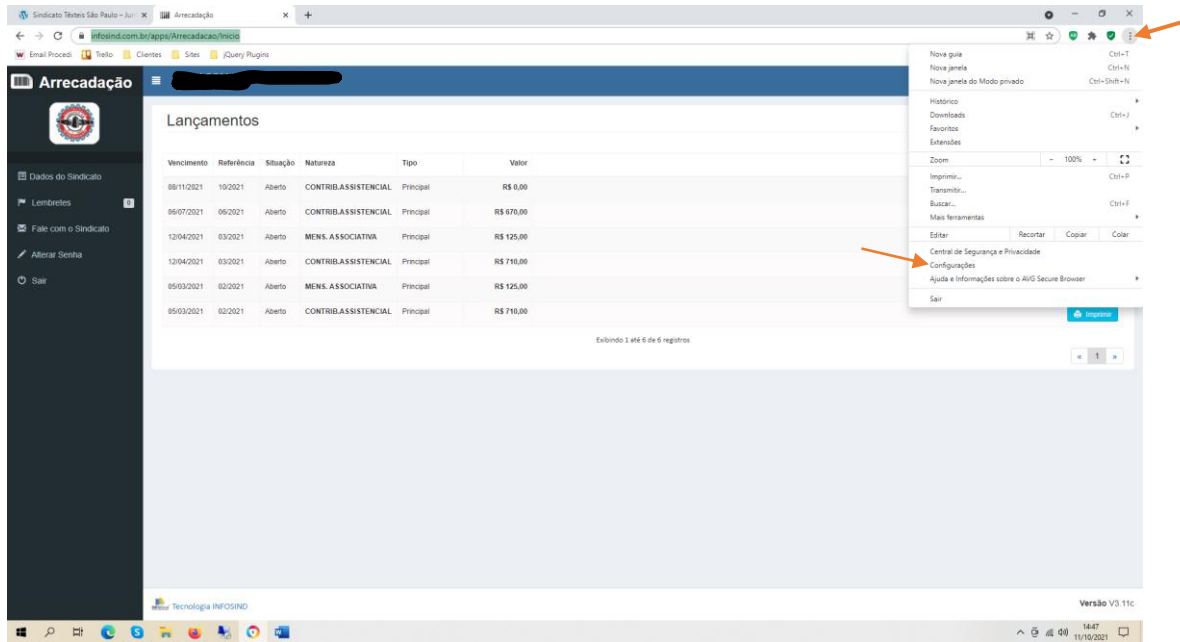 Sindicato Têxteis São Paulo – Jur
Arrecadação
infosind.com.br/apps/Arrecadacao/Inicio
Email Procedi Trello Clientes Sites jQuery Plugins
Arrecadação
Dados do Sindicato
Lembretes 0
Fale com o Sindicato
Alterar Senha
Sair
Lançamentos
Vencimento Referência Situação Natureza Tipo Valor
08/11/2021 10/2021 Aberto CONTRIB.ASSISTENCIAL Principal R$ 0,00
05/07/2021 06/2021 Aberto CONTRIB.ASSISTENCIAL Principal R$ 670,00
12/04/2021 03/2021 Aberto MENS. ASSOCIATIVA Principal R$ 125,00
12/04/2021 03/2021 Aberto CONTRIB.ASSISTENCIAL Principal R$ 710,00
05/03/2021 02/2021 Aberto MENS. ASSOCIATIVA Principal R$ 125,00
05/03/2021 02/2021 Aberto CONTRIB.ASSISTENCIAL Principal R$ 710,00
Imprimir
Exibindo 1 até 6 de 6 registros
« 1 »
Nova guia Ctrl+T
Nova janela Ctrl+N
Nova janela do Modo privado Ctrl+Shift+N
Histórico
Downloads Ctrl+J
Favoritos
Extensões
Zoom - 100% +
Imprimir... Ctrl+P
Transmitir...
Buscar... Ctrl+F
Mais ferramentas
Editar Recortar Copiar Colar
Central de Segurança e Privacidade
Configurações
Ajuda e Informações sobre o AVG Secure Browser
Sair
Tecnologia INFOSIND
Versão V3.11c
14:47
11/10/2021